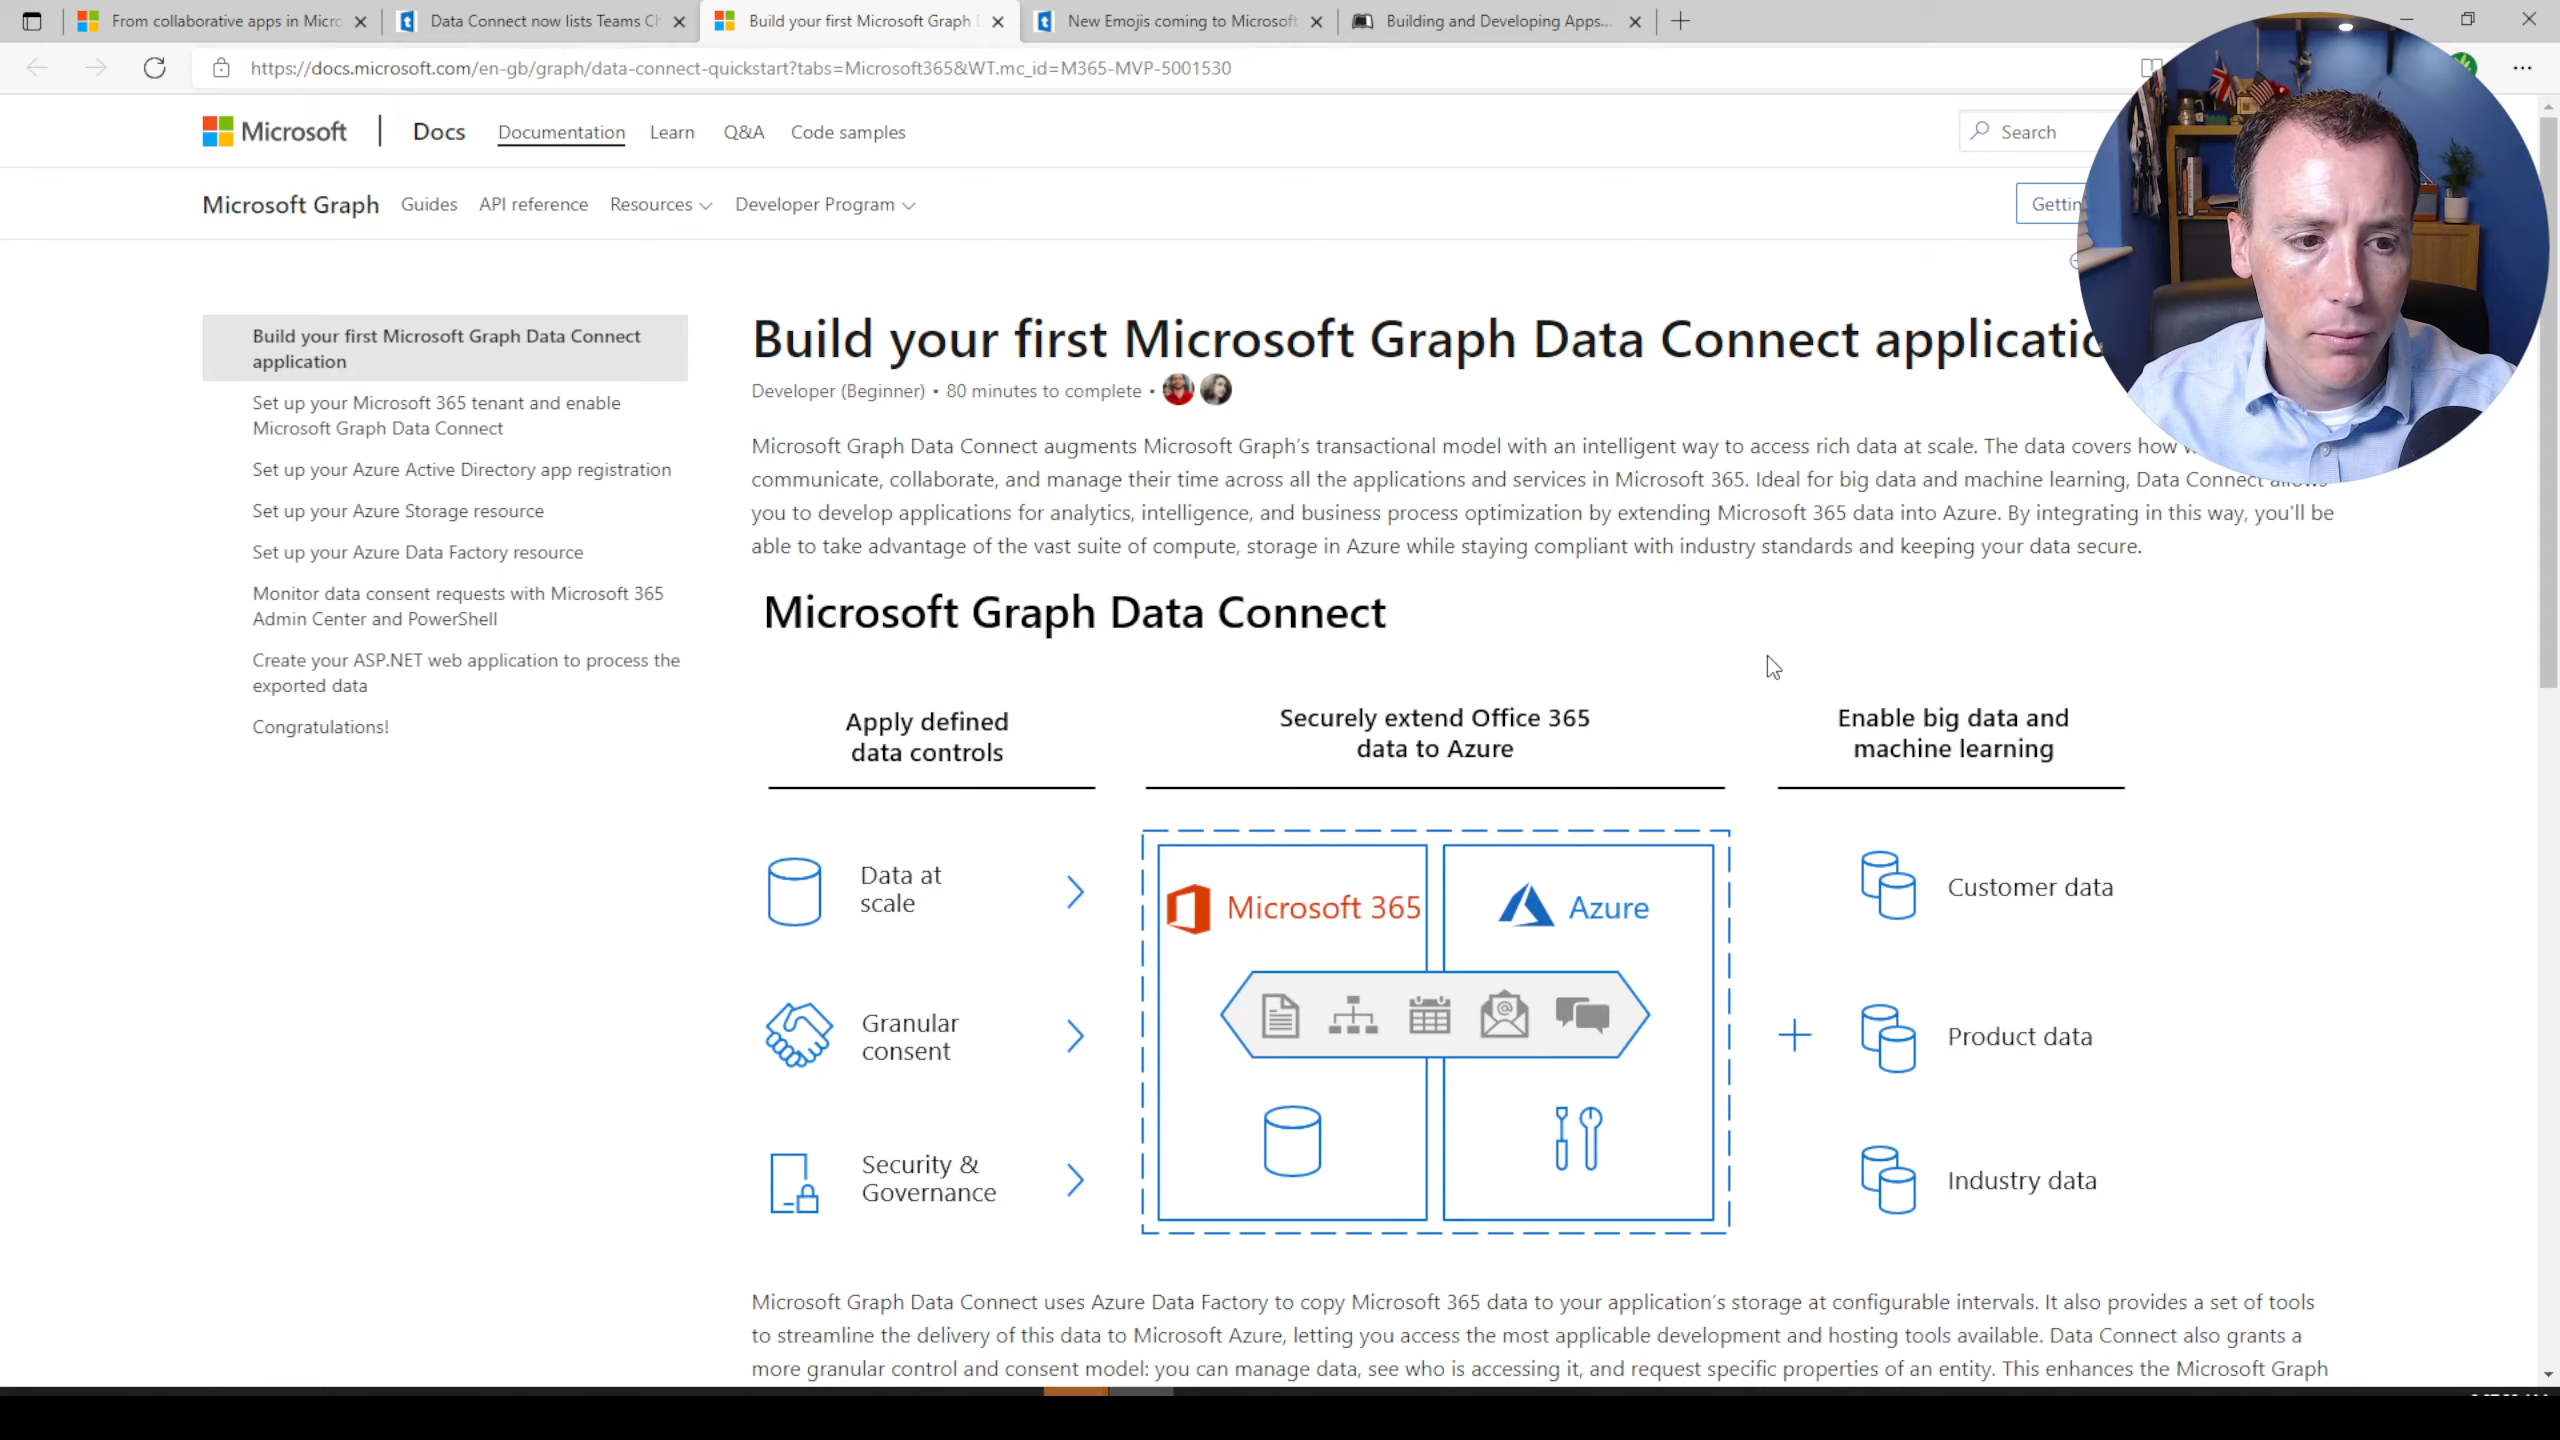 From collaborative apps in Micro
Data Connect now lists Teams Ch
Build your first Microsoft Graph D
New Emojis coming to Microsoft
Building and Developing Apps...
https://docs.microsoft.com/en-gb/graph/data-connect-quickstart?tabs=Microsoft365&WT.mc_id=M365-MVP-5001530
Microsoft
Docs
Documentation
Learn
Q&A
Code samples
Search
Microsoft Graph
Guides
API reference
Resources
Developer Program
Gettin
Build your first Microsoft Graph Data Connect
application
Set up your Microsoft 365 tenant and enable
Microsoft Graph Data Connect
Set up your Azure Active Directory app registration
Set up your Azure Storage resource
Set up your Azure Data Factory resource
Monitor data consent requests with Microsoft 365
Admin Center and PowerShell
Create your ASP.NET web application to process the
exported data
Congratulations!
Build your first Microsoft Graph Data Connect applicatio
Developer (Beginner) • 80 minutes to complete •
Microsoft Graph Data Connect augments Microsoft Graph's transactional model with an intelligent way to access rich data at scale. The data covers how
communicate, collaborate, and manage their time across all the applications and services in Microsoft 365. Ideal for big data and machine learning, Data Connect allows
you to develop applications for analytics, intelligence, and business process optimization by extending Microsoft 365 data into Azure. By integrating in this way, you'll be
able to take advantage of the vast suite of compute, storage in Azure while staying compliant with industry standards and keeping your data secure.
Microsoft Graph Data Connect
Apply defined
data controls
Securely extend Office 365
data to Azure
Enable big data and
machine learning
Data at
scale
Microsoft 365
Azure
Customer data
Granular
consent
Product data
Security &
Governance
Industry data
Microsoft Graph Data Connect uses Azure Data Factory to copy Microsoft 365 data to your application's storage at configurable intervals. It also provides a set of tools
to streamline the delivery of this data to Microsoft Azure, letting you access the most applicable development and hosting tools available. Data Connect also grants a
more granular control and consent model: you can manage data, see who is accessing it, and request specific properties of an entity. This enhances the Microsoft Graph